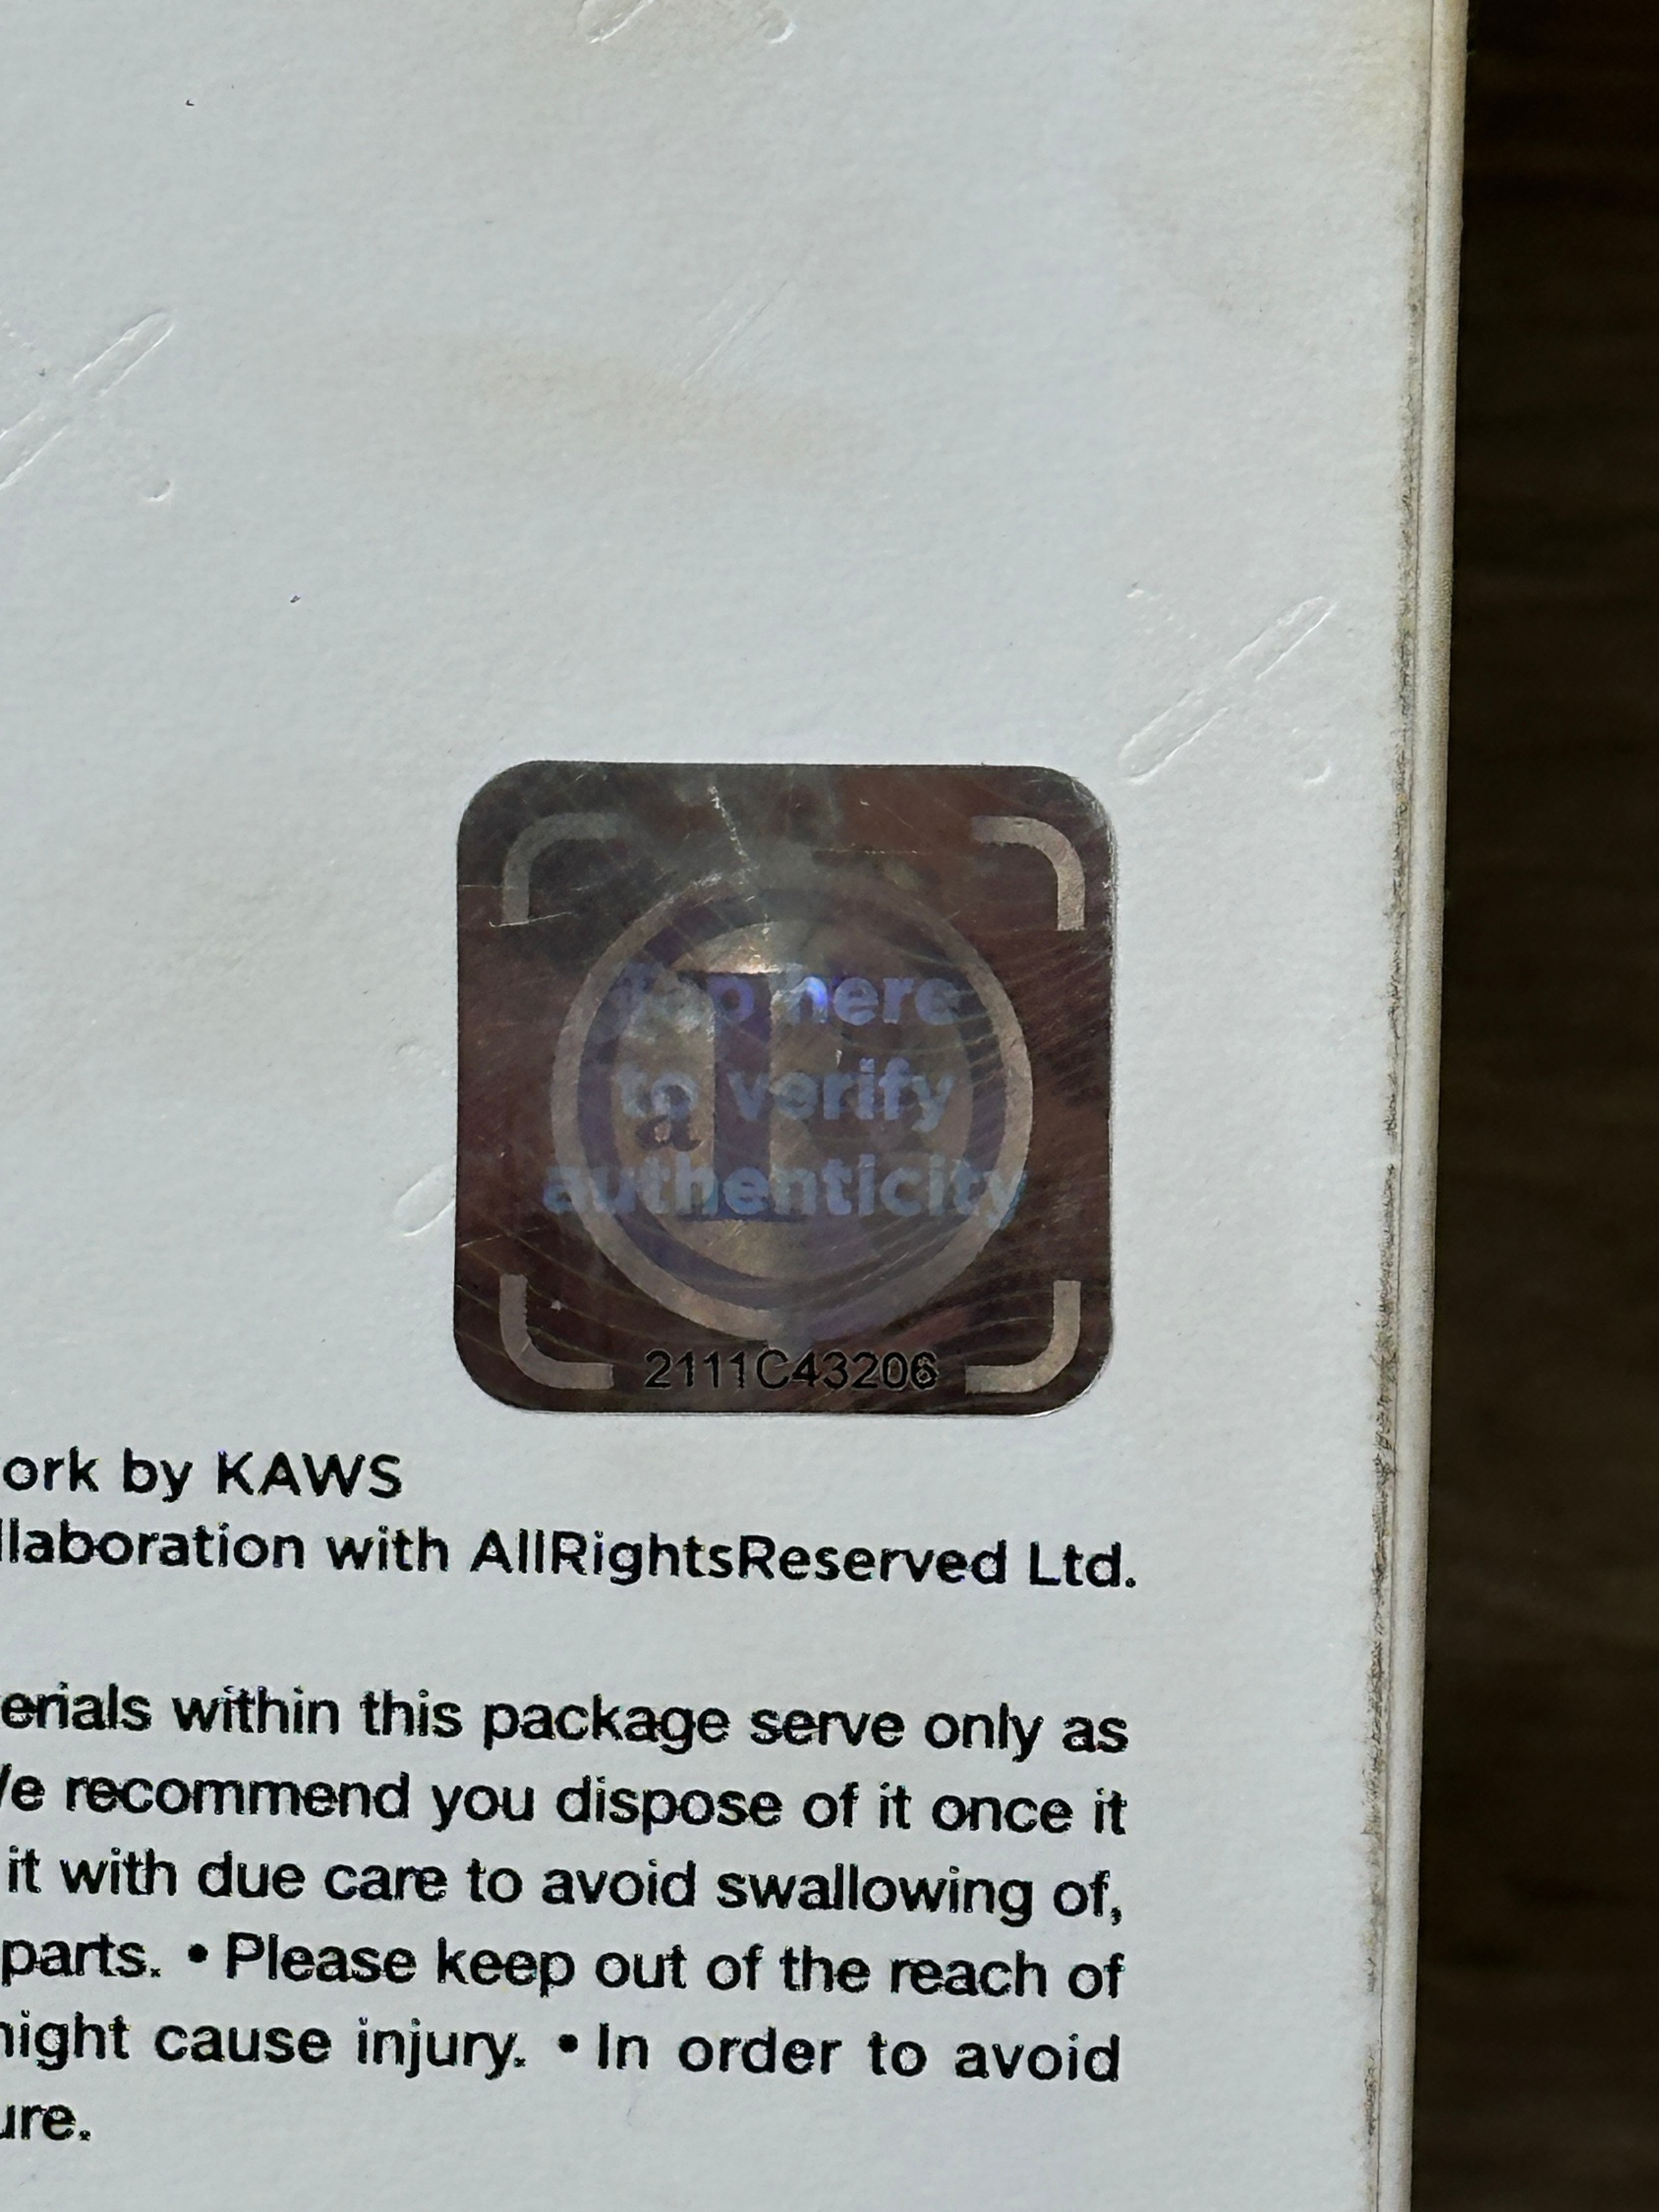 tap here
to verify
authenticity
a
I
2111C43206
ork by KAWS
llaboration with AllRightsReserved Ltd.
erials within this package serve only as
e recommend you dispose of it once it
it with due care to avoid swallowing of,
parts. • Please keep out of the reach of
night cause injury. • In order to avoid
ure.